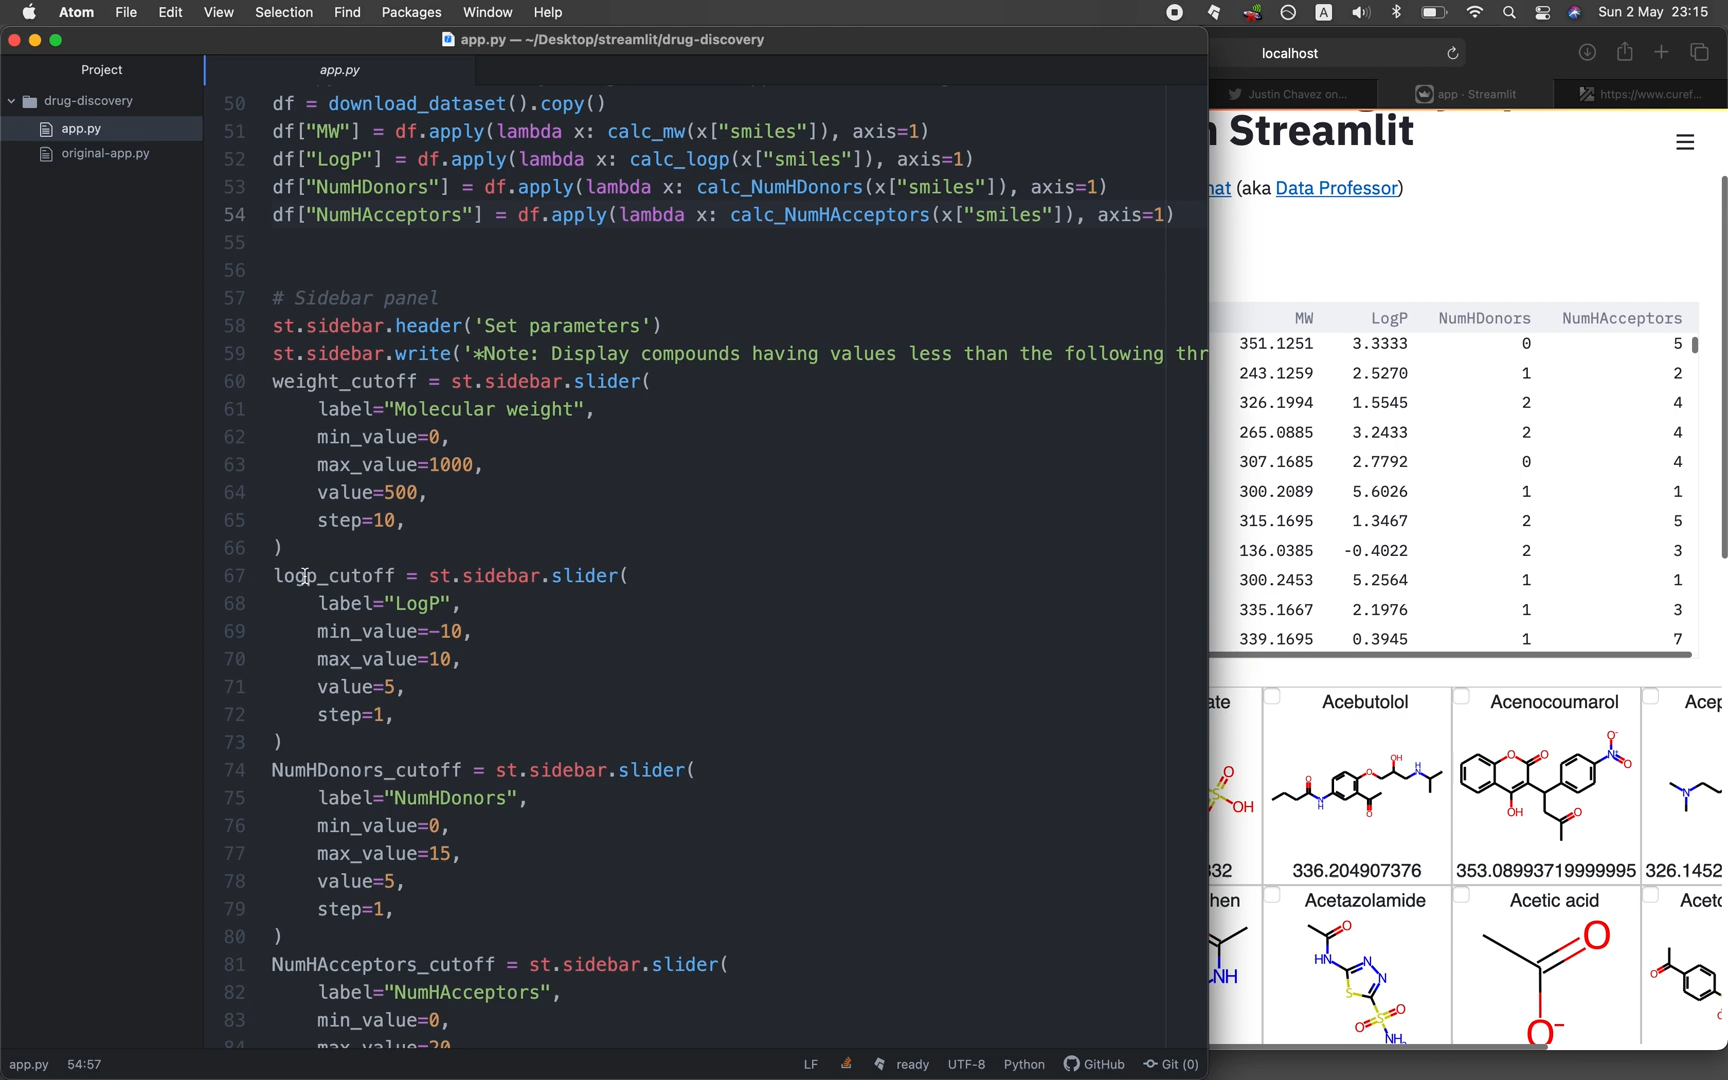 Atom File Edit View Selection Find Packages Window Help
A
Sun 2 May 23:15
app.py — ~/Desktop/streamlit/drug-discovery
Project
app.py
drug-discovery
app.py
original-app.py
50 df = download_dataset().copy()
51 df["MW"] = df.apply(lambda x: calc_mw(x["smiles"]), axis=1)
52 df["LogP"] = df.apply(lambda x: calc_logp(x["smiles"]), axis=1)
53 df["NumHDonors"] = df.apply(lambda x: calc_NumHDonors(x["smiles"]), axis=1)
54 df["NumHAcceptors"] = df.apply(lambda x: calc_NumHAcceptors(x["smiles"]), axis=1)
55
56
57 # Sidebar panel
58 st.sidebar.header('Set parameters')
59 st.sidebar.write('*Note: Display compounds having values less than the following thr
60 weight_cutoff = st.sidebar.slider(
61 label="Molecular weight",
62 min_value=0,
63 max_value=1000,
64 value=500,
65 step=10,
66 )
67 logp_cutoff = st.sidebar.slider(
68 label="LogP",
69 min_value=-10,
70 max_value=10,
71 value=5,
72 step=1,
73 )
74 NumHDonors_cutoff = st.sidebar.slider(
75 label="NumHDonors",
76 min_value=0,
77 max_value=15,
78 value=5,
79 step=1,
80 )
81 NumHAcceptors_cutoff = st.sidebar.slider(
82 label="NumHAcceptors",
83 min_value=0,
84 max_value=20
app.py 54:57
LF ready UTF-8 Python GitHub Git (0)
localhost
Justin Chavez on... app · Streamlit https://www.curef...
n Streamlit
nat (aka Data Professor)
MW LogP NumHDonors NumHAcceptors
351.1251 3.3333 0 5
243.1259 2.5270 1 2
326.1994 1.5545 2 4
265.0885 3.2433 2 4
307.1685 2.7792 0 4
300.2089 5.6026 1 1
315.1695 1.3467 2 5
136.0385 -0.4022 2 3
300.2453 5.2564 1 1
335.1667 2.1976 1 3
339.1695 0.3945 1 7
ate Acebutolol Acenocoumarol Acep
332 336.204907376 353.08993719999995 326.1452
hen Acetazolamide Acetic acid Aceto